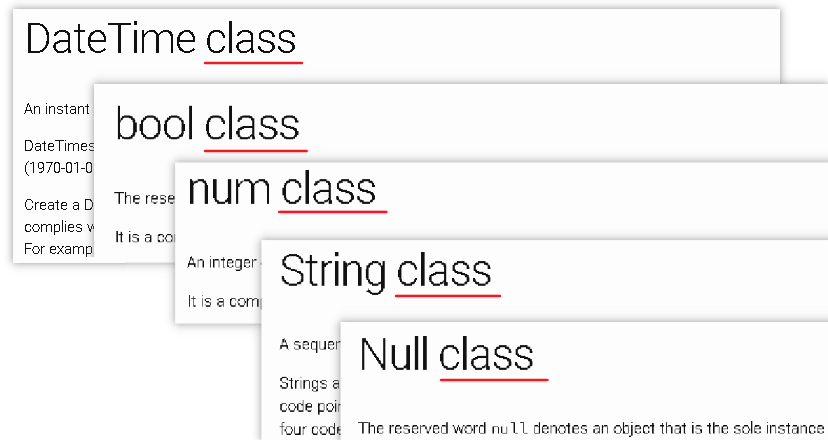 DateTime class
An instant
DateTimes
(1970-01-0
Create a D
complies
For examp
bool class
The rese
It is a co
num class
An integer
It is a com
String class
A sequen
Strings a
code poi
four code
Null class
The reserved word null denotes an object that is the sole instance